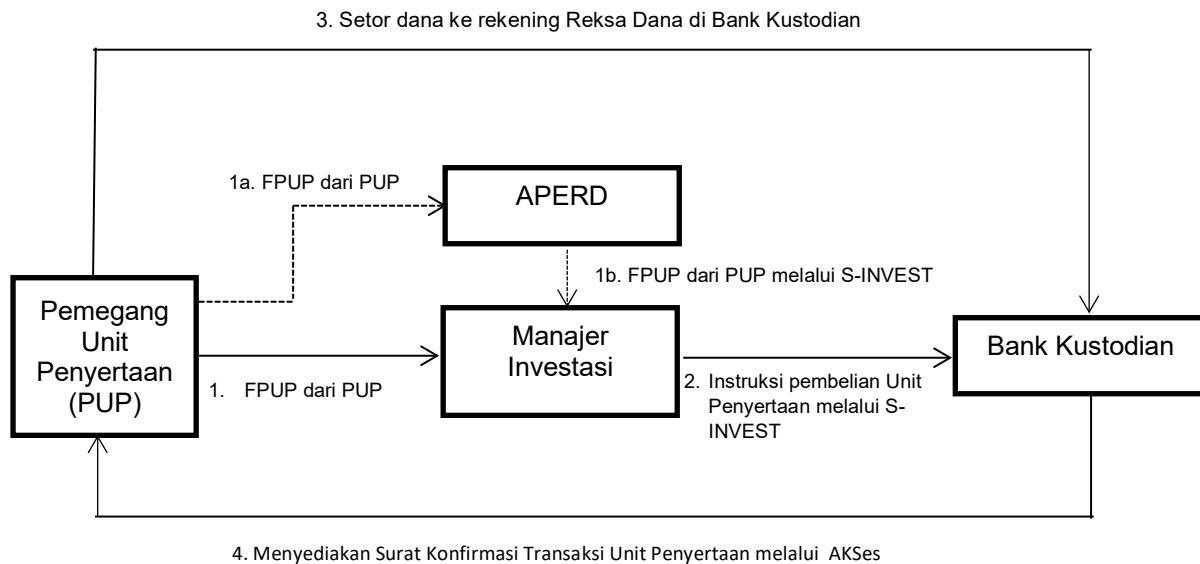 3. Setor dana ke rekening Reksa Dana di Bank Kustodian
1a. FPUP dari PUP
APERD
1b. FPUP dari PUP melalui S-INVEST
Pemegang
Unit
Penyertaan
(PUP)
1. FPUP dari PUP
Manajer
Investasi
2. Instruksi pembelian Unit
Penyertaan melalui S-
INVEST
Bank Kustodian
4. Menyediakan Surat Konfirmasi Transaksi Unit Penyertaan melalui AKSes